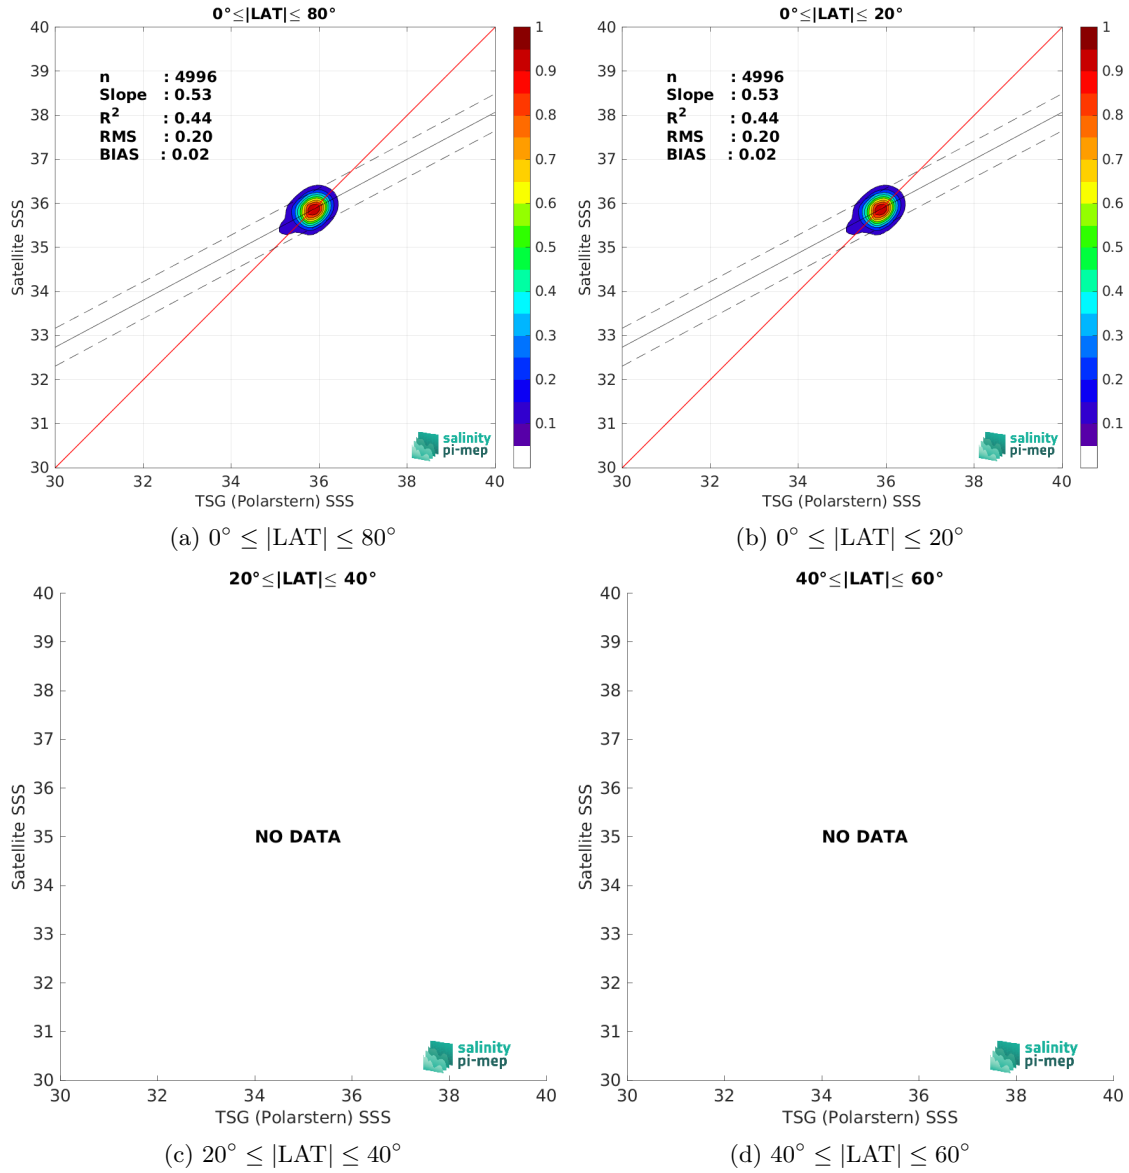 0°≤|LAT|≤ 80°
40
39
38
37
36
35
34
33
32
31
30
Satellite SSS
n : 4996
Slope : 0.53
R² : 0.44
RMS : 0.20
BIAS : 0.02
salinity
pi-mep
30 32 34 36 38 40
TSG (Polarstern) SSS
1
0.9
0.8
0.7
0.6
0.5
0.4
0.3
0.2
0.1
(a) 0° ≤ |LAT| ≤ 80°
0°≤|LAT|≤ 20°
40
39
38
37
36
35
34
33
32
31
30
Satellite SSS
n : 4996
Slope : 0.53
R² : 0.44
RMS : 0.20
BIAS : 0.02
salinity
pi-mep
30 32 34 36 38 40
TSG (Polarstern) SSS
1
0.9
0.8
0.7
0.6
0.5
0.4
0.3
0.2
0.1
(b) 0° ≤ |LAT| ≤ 20°
20°≤|LAT|≤ 40°
40
39
38
37
36
35
34
33
32
31
30
Satellite SSS
NO DATA
salinity
pi-mep
30 32 34 36 38 40
TSG (Polarstern) SSS
(c) 20° ≤ |LAT| ≤ 40°
40°≤|LAT|≤ 60°
40
39
38
37
36
35
34
33
32
31
30
Satellite SSS
NO DATA
salinity
pi-mep
30 32 34 36 38 40
TSG (Polarstern) SSS
(d) 40° ≤ |LAT| ≤ 60°